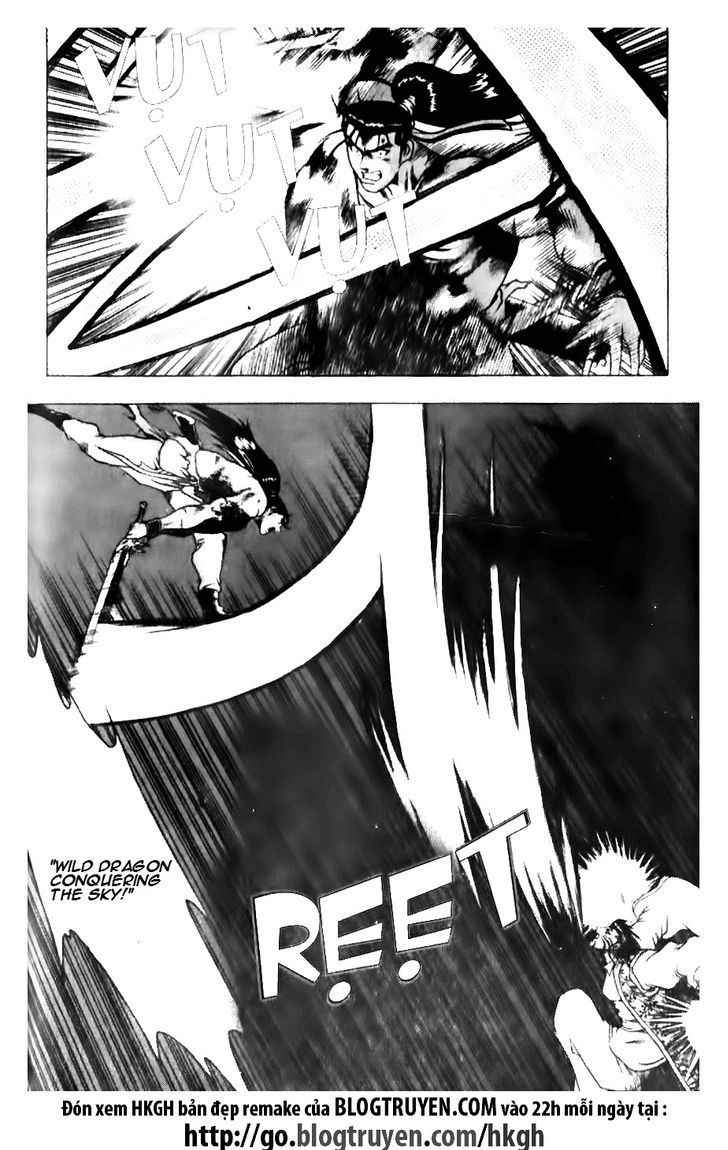 VỤT
VỤT
VỤT
"WILD DRAGON
CONQUERING
THE SKY!"
RẸẸT
Đón xem HKGH bản đẹp remake của BLOGTRUYEN.COM vào 22h mỗi ngày tại :
http://go.blogtruyen.com/hkgh